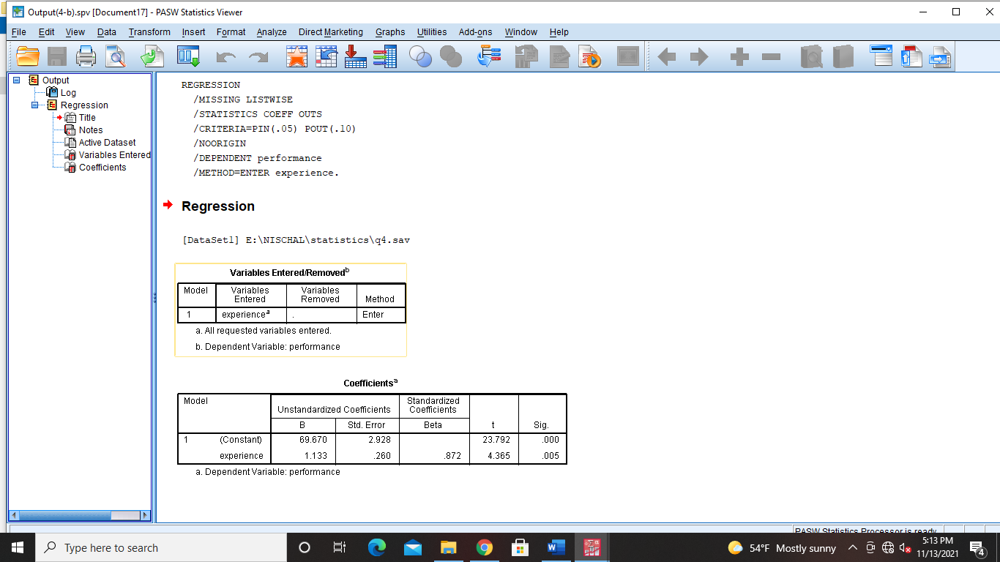 Output(4-b).spv [Document17] - PASW Statistics Viewer
File Edit View Data Transform Insert Format Analyze Direct Marketing Graphs Utilities Add-ons Window Help
Output
Log
Regression
Title
Notes
Active Dataset
Variables Entered
Coefficients
REGRESSION
/MISSING LISTWISE
/STATISTICS COEFF OUTS
/CRITERIA=PIN(.05) POUT(.10)
/NOORIGIN
/DEPENDENT performance
/METHOD=ENTER experience.
Regression
[DataSet1] E:\NISCHAL\statistics\q4.sav
Variables Entered/Removedb
Model Variables Entered Variables Removed Method
1 experiencea . Enter
a. All requested variables entered.
b. Dependent Variable: performance
Coefficientsa
Model Unstandardized Coefficients Standardized Coefficients t Sig.
B Std. Error Beta
1 (Constant) 69.670 2.928 23.792 .000
experience 1.133 .260 .872 4.365 .005
a. Dependent Variable: performance
PASW Statistics Processor is ready
Type here to search
54°F Mostly sunny
5:13 PM
11/13/2021
4